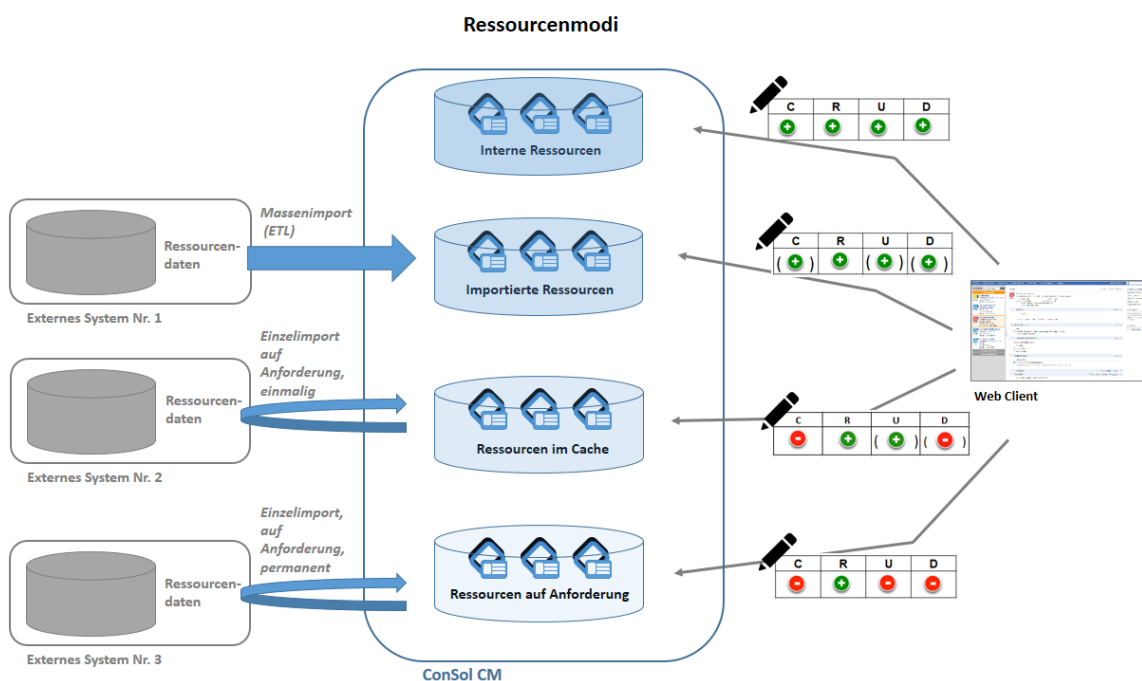 Ressourcenmodi
C R U D
+ + + +
Interne Ressourcen
Massenimport
(ETL)
Ressourcen-
daten
Externes System Nr. 1
C R U D
(+) + (+) (+)
Importierte Ressourcen
Web Client
Einzelimport
auf
Anforderung,
einmalig
Ressourcen-
daten
Externes System Nr. 2
C R U D
- + (+) (-)
Ressourcen im Cache
Einzelimport,
auf
Anforderung,
permanent
Ressourcen-
daten
Externes System Nr. 3
C R U D
- + - -
Ressourcen auf Anforderung
ConSol CM